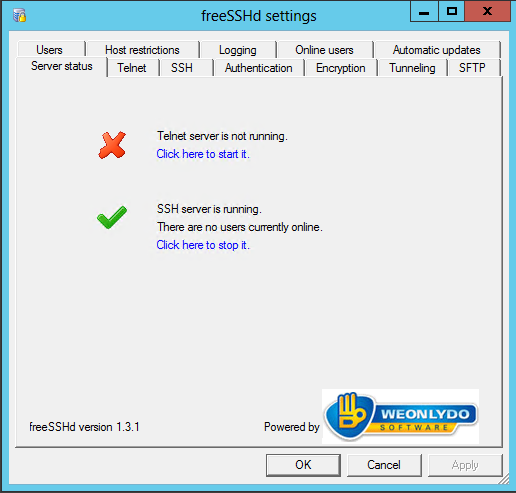 freeSSHd settings
Users Host restrictions Logging Online users Automatic updates
Server status Telnet SSH Authentication Encryption Tunneling SFTP
Telnet server is not running.
Click here to start it.
SSH server is running.
There are no users currently online.
Click here to stop it.
freeSSHd version 1.3.1 Powered by WEONLYDO
SOFTWARE
OK Cancel Apply